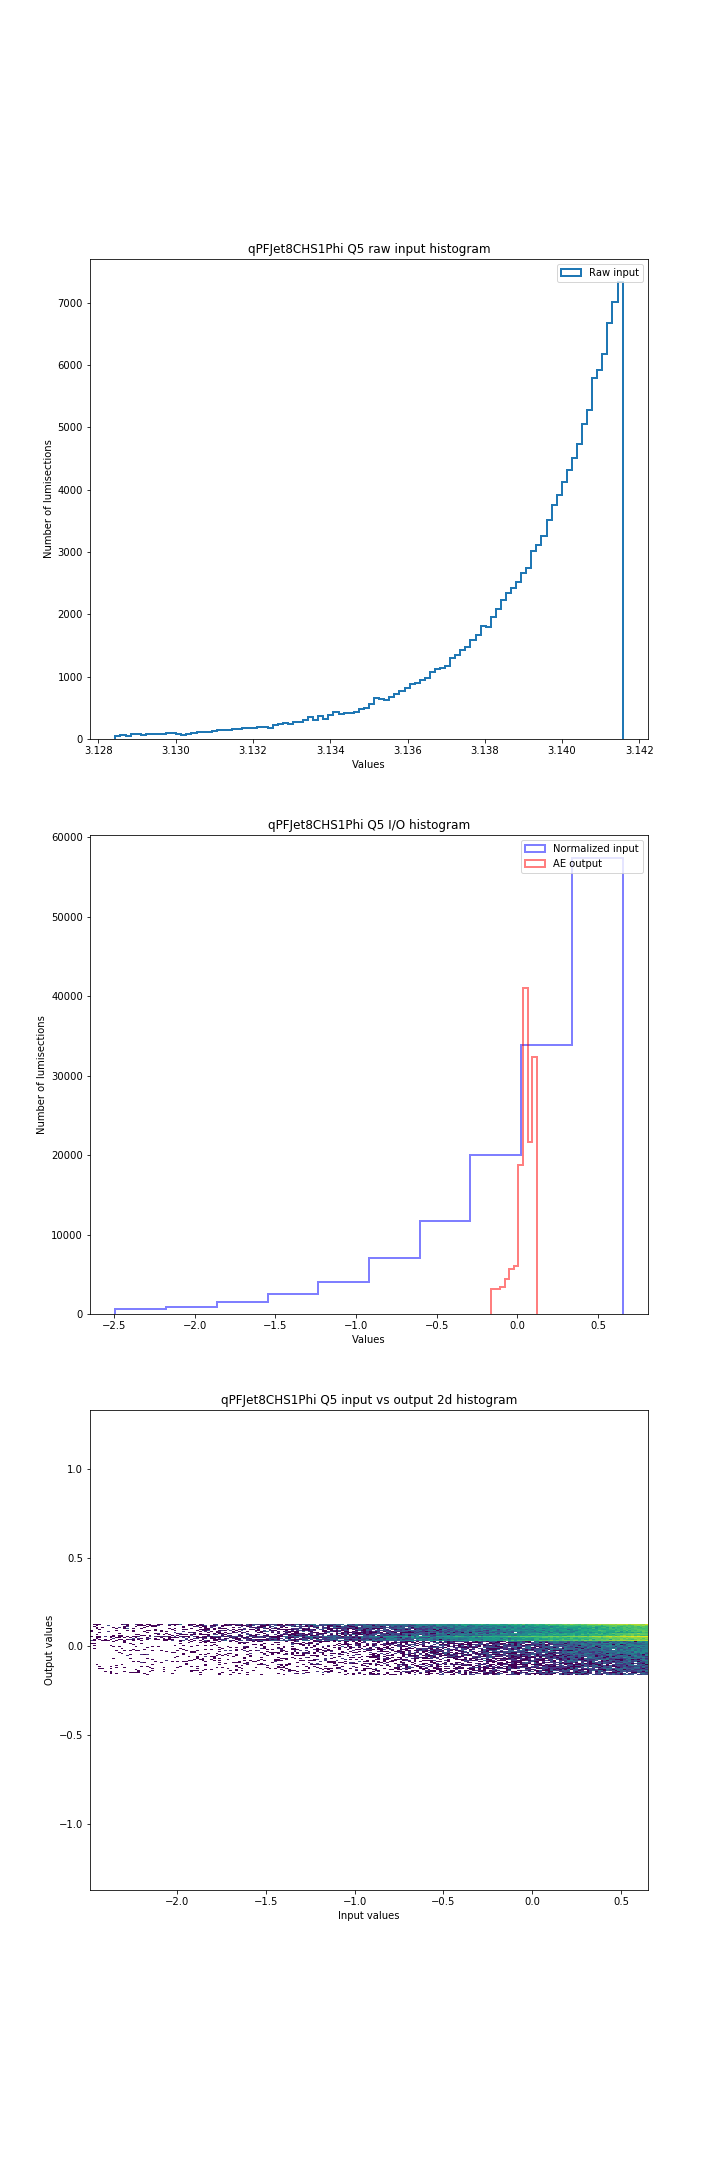 qPFJet8CHS1Phi Q5 raw input histogram
Raw input
7000
6000
5000
4000
3000
2000
1000
0
Number of lumisections
3.128 3.130 3.132 3.134 3.136 3.138 3.140 3.142
Values
qPFJet8CHS1Phi Q5 I/O histogram
Normalized input
AE output
60000
50000
40000
30000
20000
10000
0
Number of lumisections
−2.5 −2.0 −1.5 −1.0 −0.5 0.0 0.5
Values
qPFJet8CHS1Phi Q5 input vs output 2d histogram
1.0
0.5
0.0
−0.5
−1.0
Output values
−2.0 −1.5 −1.0 −0.5 0.0 0.5
Input values